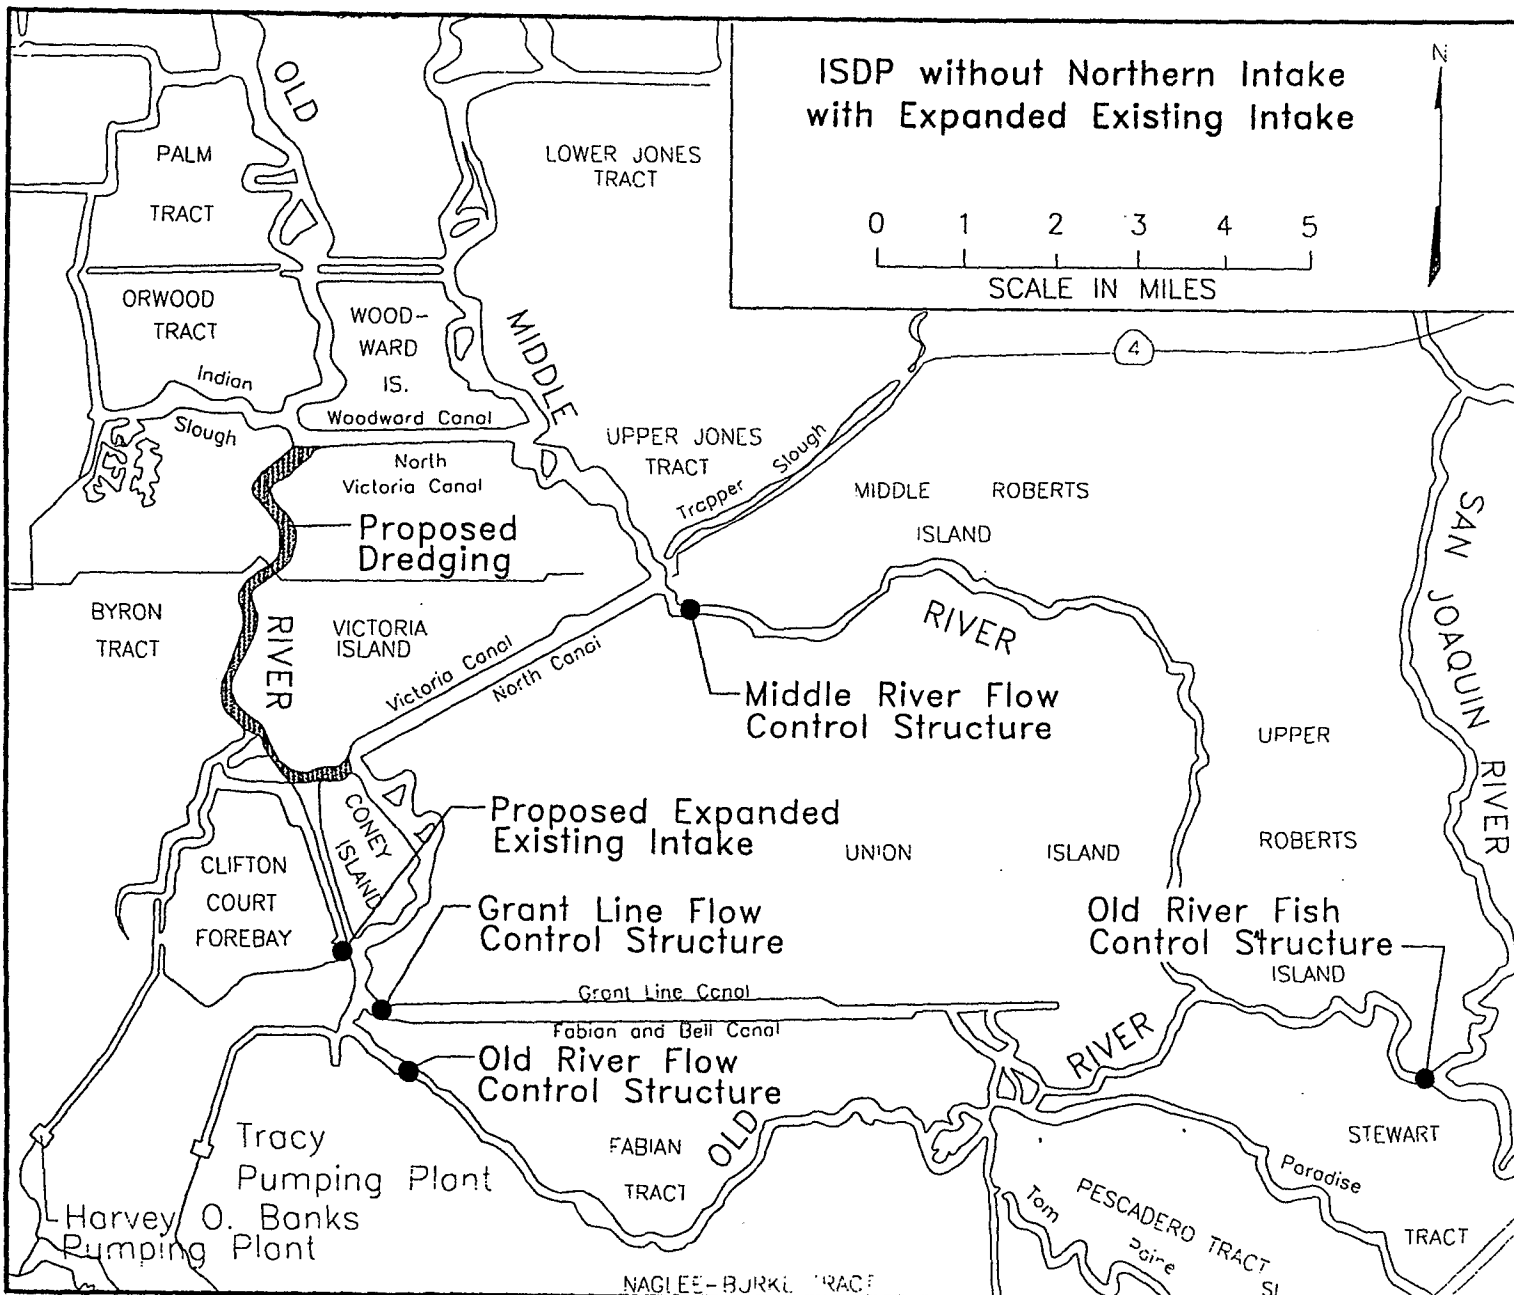 ISDP without Northern Intake
with Expanded Existing Intake
N
0 1 2 3 4 5
SCALE IN MILES
OLD
PALM
TRACT
LOWER JONES
TRACT
ORWOOD
TRACT
WOOD-
WARD
IS.
MIDDLE
4
Indian
Slough
Woodward Canal
UPPER JONES
TRACT
Trapper Slough
North
Victoria Canal
MIDDLE ROBERTS
ISLAND
SAN JOAQUIN RIVER
Proposed
Dredging
BYRON
TRACT
RIVER
VICTORIA
ISLAND
RIVER
Victoria Canal
North Canal
Middle River Flow
Control Structure
UPPER
ROBERTS
ISLAND
CONEY
ISLAND
Proposed Expanded
Existing Intake
UNION ISLAND
CLIFTON
COURT
FOREBAY
Grant Line Flow
Control Structure
Old River Fish
Control Structure
Grant Line Canal
Fabian and Bell Canal
RIVER
Old River Flow
Control Structure
OLD
FABIAN
TRACT
STEWART
TRACT
Tracy
Pumping Plant
Paradise
Tom
Paine
Sl
PESCADERO TRACT
Harvey O. Banks
Pumping Plant
NAGLEE-BURKE TRACT